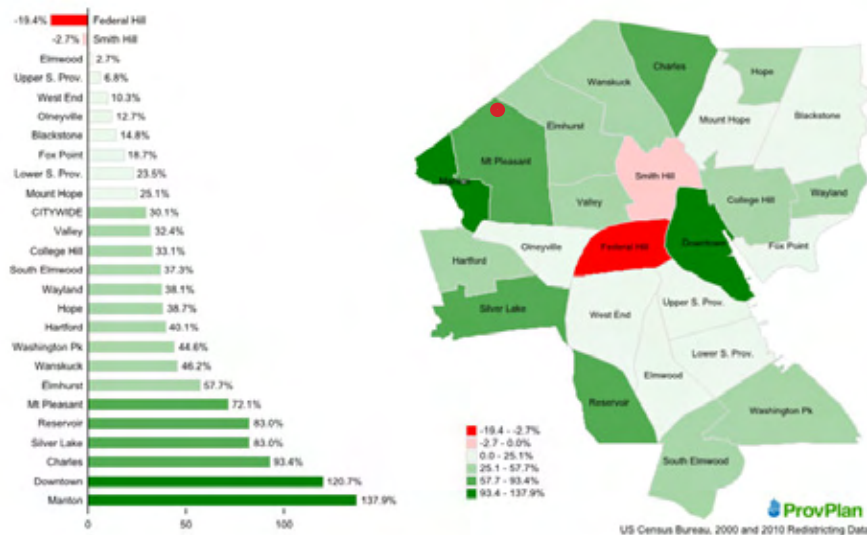 -19.4% Federal Hill
-2.7% Smith Hill
Elmwood 2.7%
Upper S. Prov. 6.8%
West End 10.3%
Olneyville 12.7%
Blackstone 14.8%
Fox Point 18.7%
Lower S. Prov. 23.5%
Mount Hope 25.1%
CITYWIDE 30.1%
Valley 32.4%
College Hill 33.1%
South Elmwood 37.3%
Wayland 38.1%
Hope 38.7%
Hartford 40.1%
Washington Pk 44.6%
Wanskuck 46.2%
Elmhurst 57.7%
Mt Pleasant 72.1%
Reservoir 83.0%
Silver Lake 83.0%
Charles 93.4%
Downtown 120.7%
Manton 137.9%
0 50 100
Charles
Hope
Wanskuck
Blackstone
Mount Hope
Elmhurst
Mt Pleasant
Smith Hill
Manton
Wayland
College Hill
Valley
Olneyville
Federal Hill
Downtown
Fox Point
Hartford
Silver Lake
Upper S. Prov.
West End
Lower S. Prov.
Elmwood
Reservoir
Washington Pk
South Elmwood
-19.4 - -2.7%
-2.7 - 0.0%
0.0 - 25.1%
25.1 - 57.7%
57.7 - 93.4%
93.4 - 137.9%
ProvPlan
US Census Bureau, 2000 and 2010 Redistricting Data